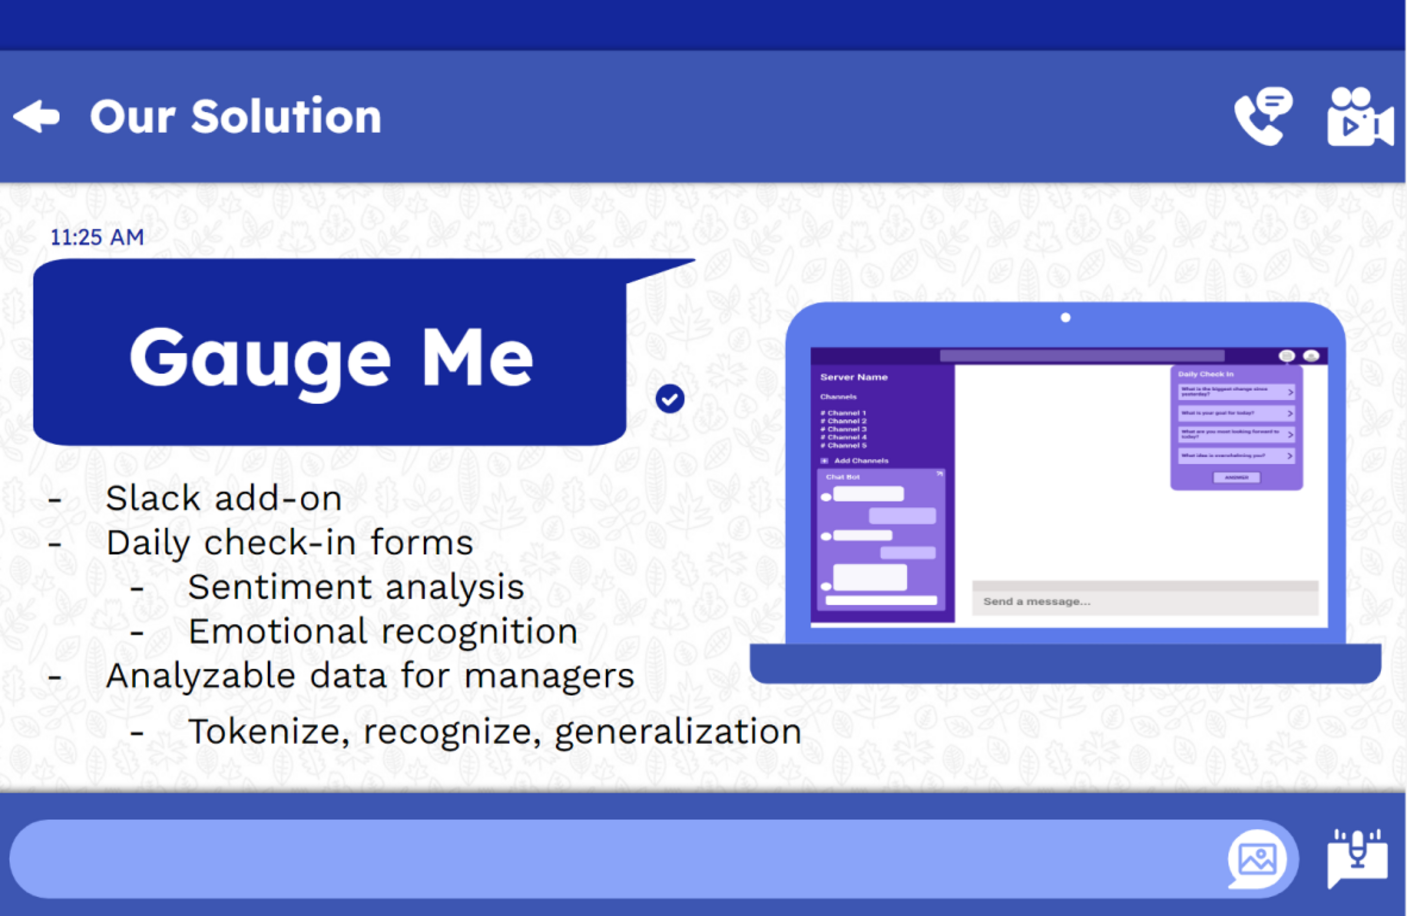 Our Solution
11:25 AM
Gauge Me
- Slack add-on
- Daily check-in forms
- Sentiment analysis
- Emotional recognition
- Analyzable data for managers
- Tokenize, recognize, generalization
Server Name
Channels
# Channel 1
# Channel 2
# Channel 3
# Channel 4
# Channel 5
Add Channels
Chat Bot
Daily Check In
What is the biggest change since
yesterday?
What is your goal for today?
What are you most looking forward to
today?
What idea is overwhelming you?
ANSWER
Send a message...